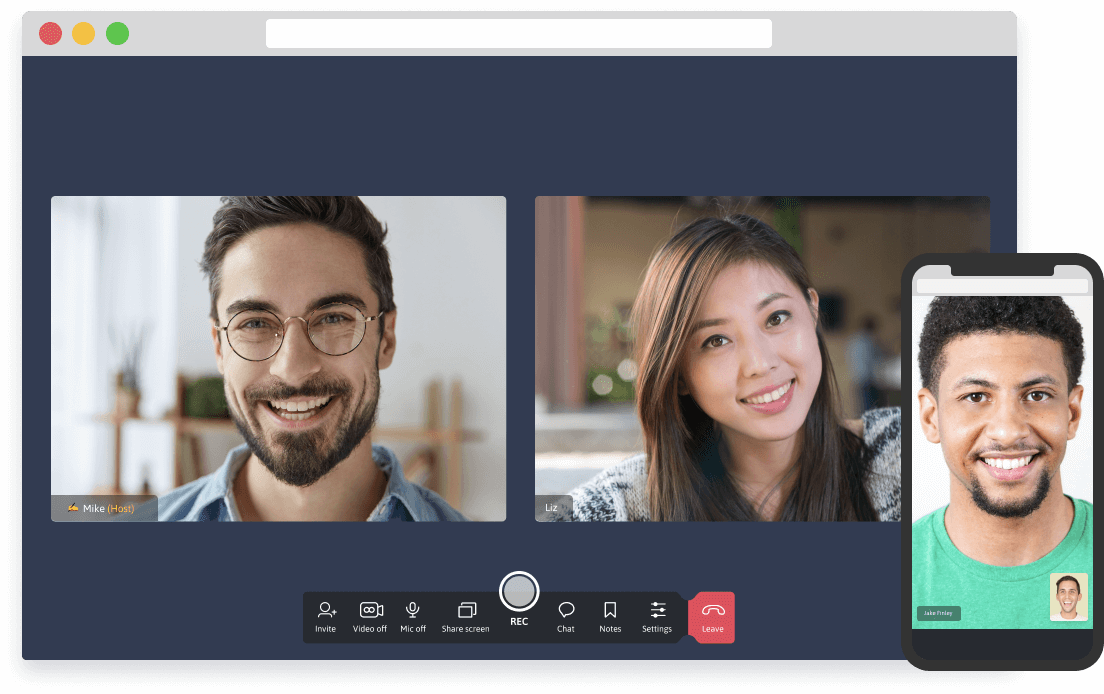 Mike (Host)
Liz
Jake Finley
Invite
Video off
Mic off
Share screen
REC
Chat
Notes
Settings
Leave